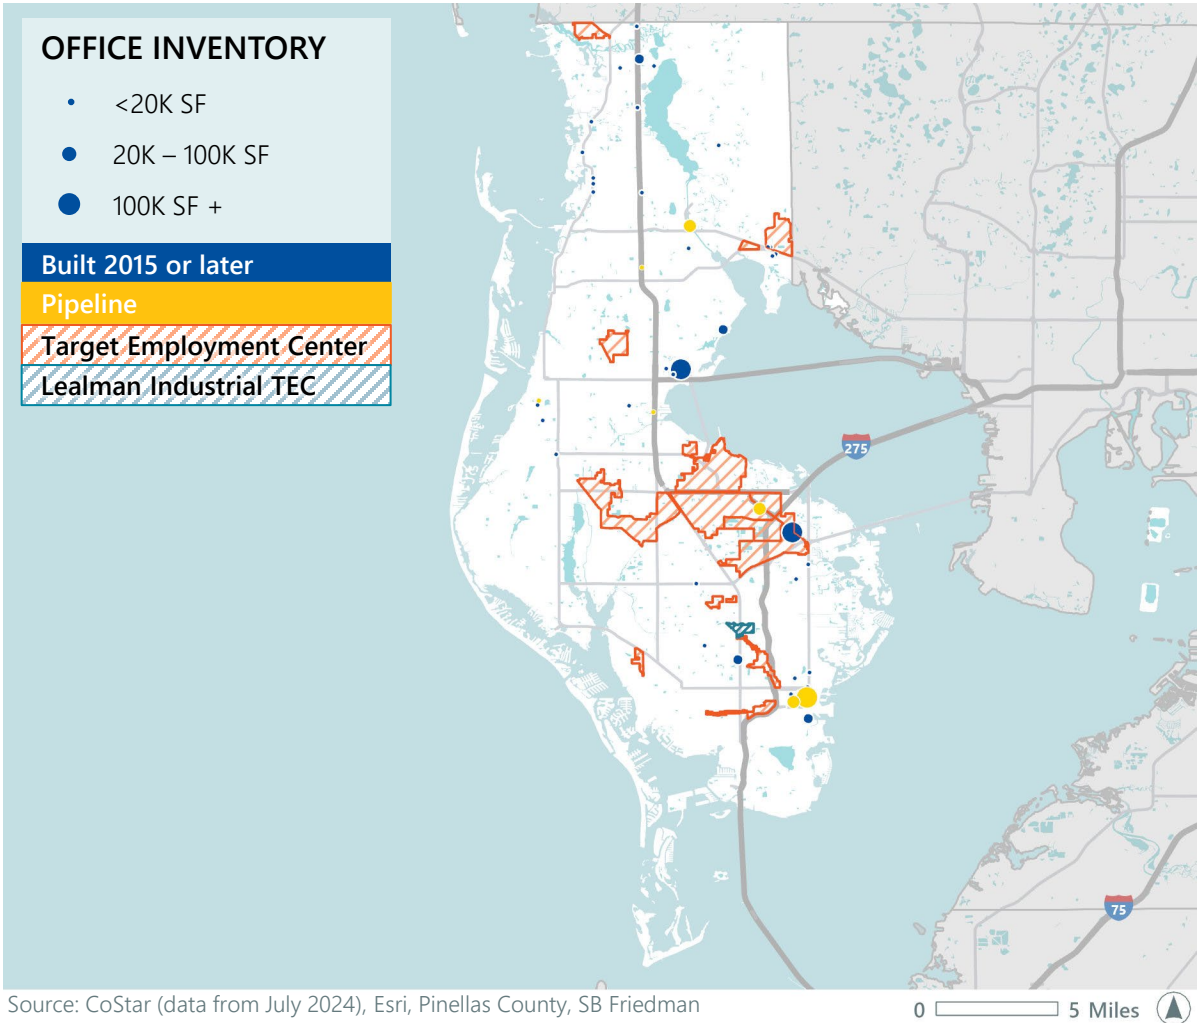 OFFICE INVENTORY
<20K SF
20K – 100K SF
100K SF +
Built 2015 or later
Pipeline
Target Employment Center
Lealman Industrial TEC
275
75
Source: CoStar (data from July 2024), Esri, Pinellas County, SB Friedman
0 5 Miles